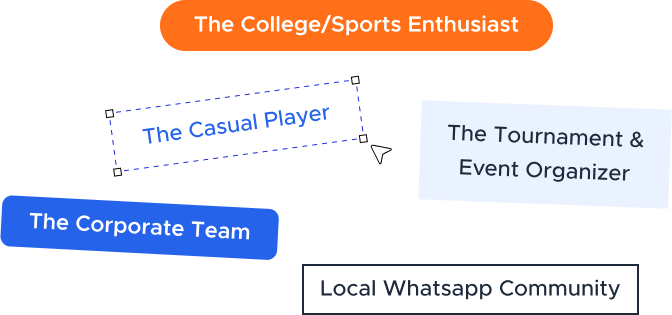 The College/Sports Enthusiast
The Casual Player
The Tournament &
Event Organizer
The Corporate Team
Local Whatsapp Community